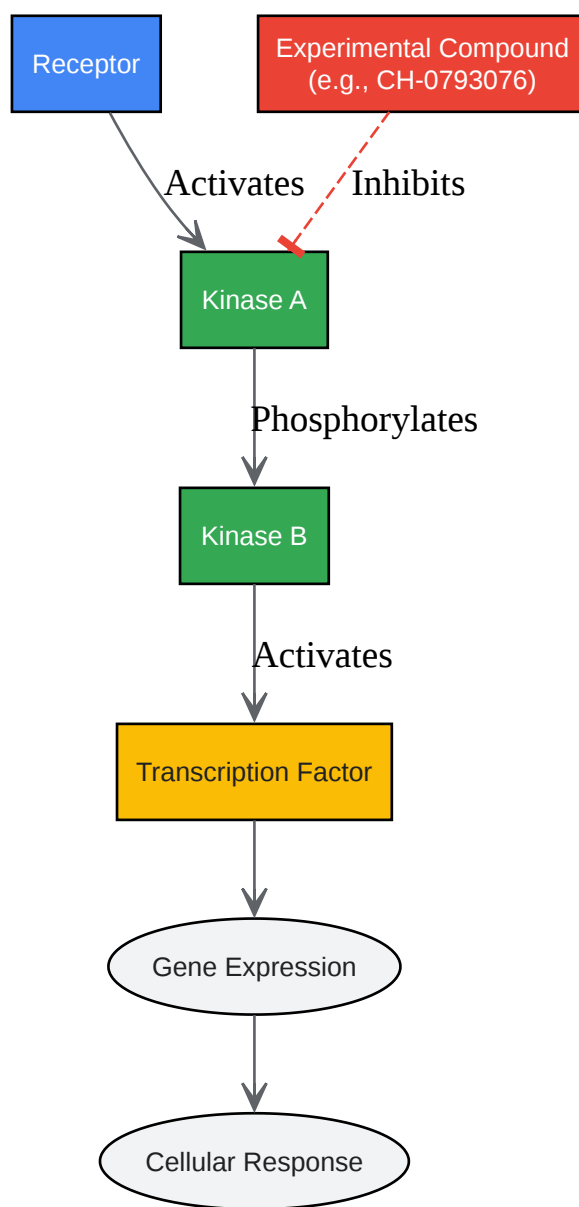 Receptor
Experimental Compound
(e.g., CH-0793076)
Activates
Inhibits
Kinase A
Phosphorylates
Kinase B
Activates
Transcription Factor
Gene Expression
Cellular Response